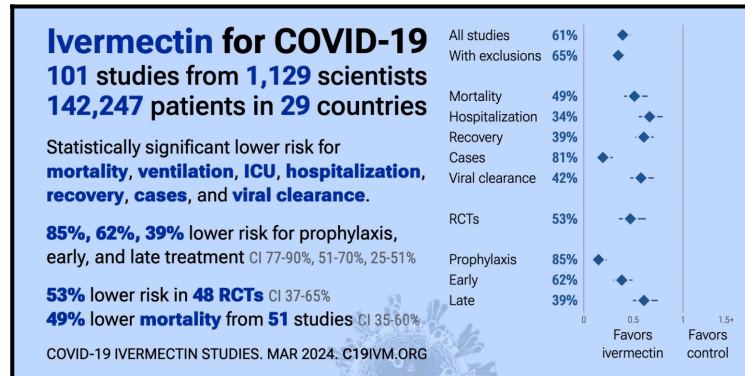 Ivermectin for COVID-19
101 studies from 1,129 scientists
142,247 patients in 29 countries
Statistically significant lower risk for
mortality, ventilation, ICU, hospitalization,
recovery, cases, and viral clearance.
85%, 62%, 39% lower risk for prophylaxis,
early, and late treatment CI 77-90%, 51-70%, 25-51%
53% lower risk in 48 RCTs CI 37-65%
49% lower mortality from 51 studies CI 35-60%
COVID-19 IVERMECTIN STUDIES. MAR 2024. C19IVM.ORG
All studies 61%
With exclusions 65%
Mortality 49%
Hospitalization 34%
Recovery 39%
Cases 81%
Viral clearance 42%
RCTs 53%
Prophylaxis 85%
Early 62%
Late 39%
0 0.5 1 1.5+
Favors ivermectin
Favors control